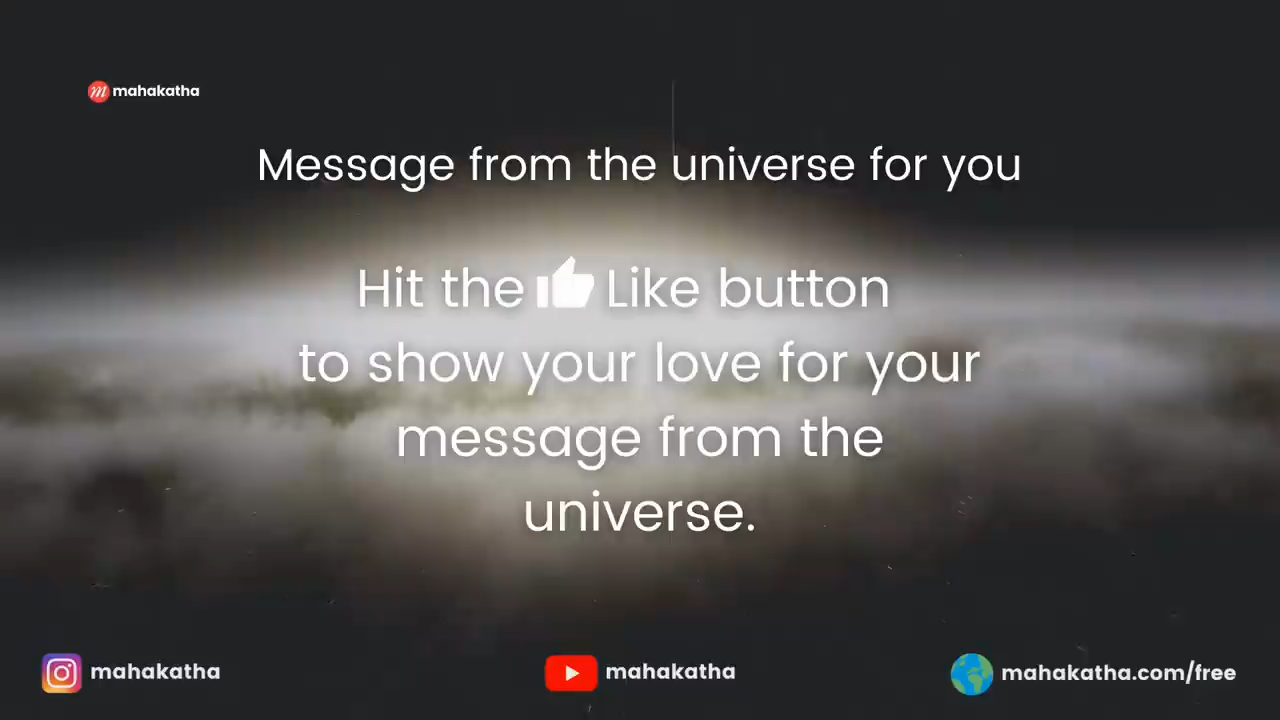 mahakatha
Message from the universe for you
Hit the Like button
to show your love for your
message from the
universe.
mahakatha
mahakatha
mahakatha.com/free